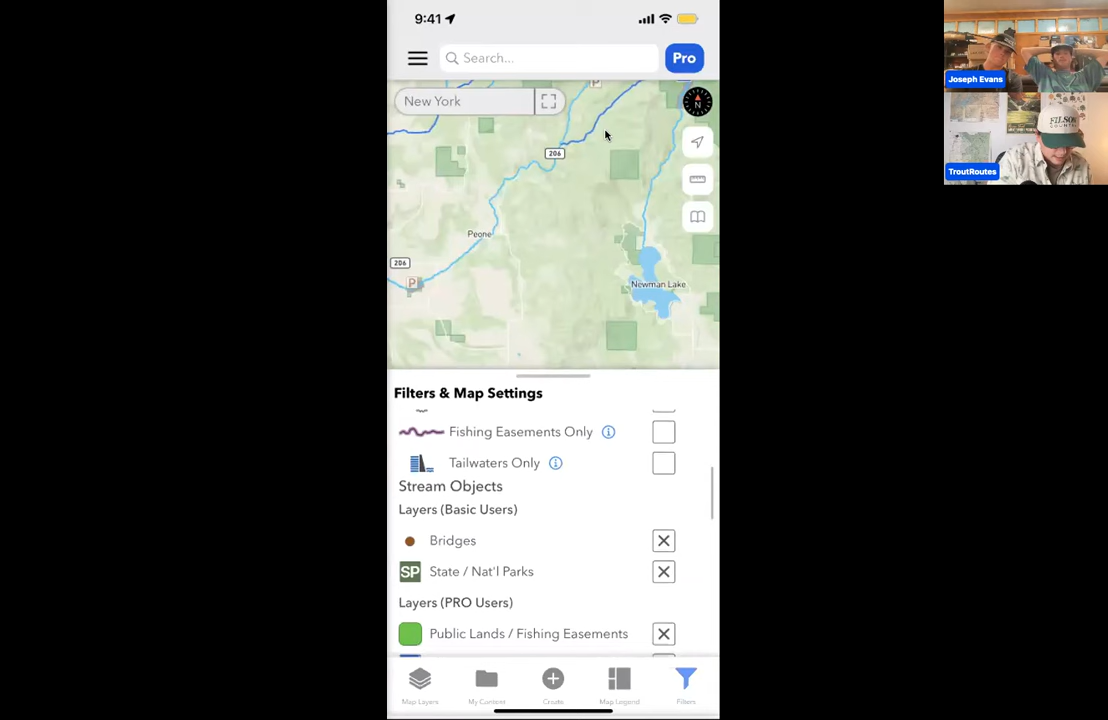 9:41
Search...
Pro
New York
N
P
206
Peone
206
P
Newman Lake
Filters & Map Settings
Fishing Easements Only
Tailwaters Only
Stream Objects
Layers (Basic Users)
Bridges
SP State / Nat'l Parks
Layers (PRO Users)
Public Lands / Fishing Easements
Map Layers
My Content
Create
Map Legend
Filters
Joseph Evans
FILSON
TroutRoutes